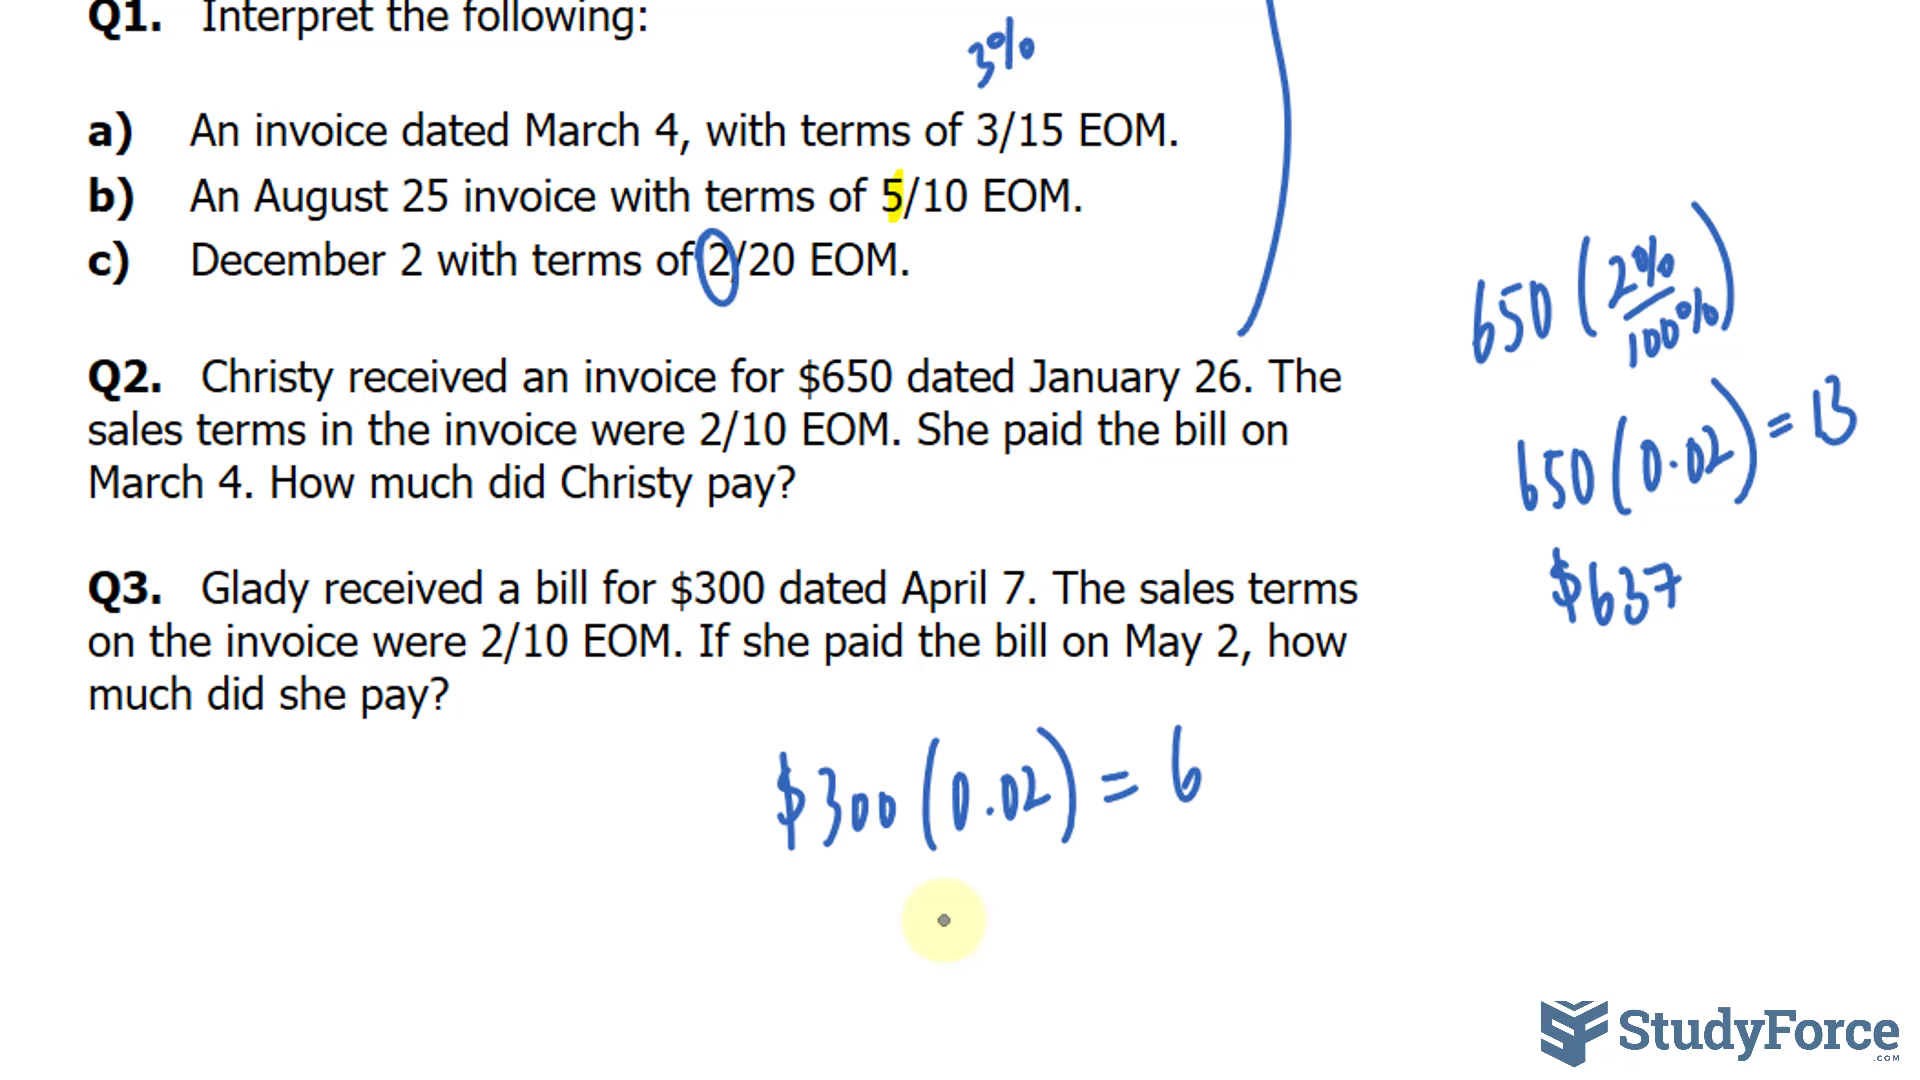 Q1. Interpret the following:
3%
a) An invoice dated March 4, with terms of 3/15 EOM.
b) An August 25 invoice with terms of 5/10 EOM.
c) December 2 with terms of 2/20 EOM.
650 (2%/100%)
Q2. Christy received an invoice for $650 dated January 26. The
sales terms in the invoice were 2/10 EOM. She paid the bill on
March 4. How much did Christy pay?
650 (0.02) = 13
$637
Q3. Glady received a bill for $300 dated April 7. The sales terms
on the invoice were 2/10 EOM. If she paid the bill on May 2, how
much did she pay?
$300 (0.02) = 6
StudyForce
.COM